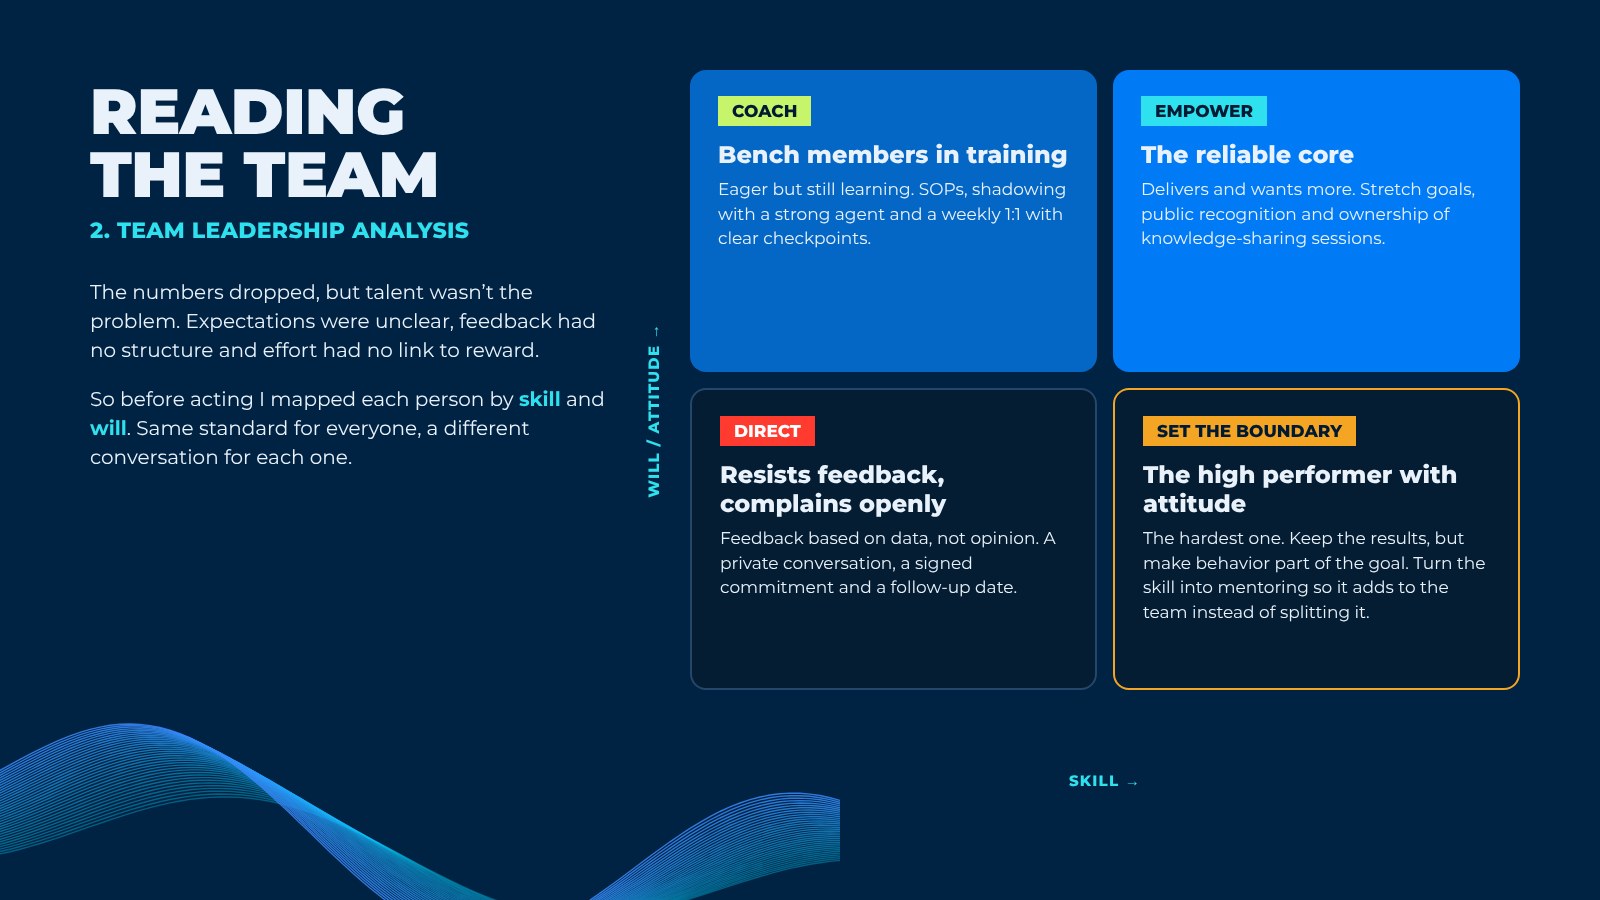 READING
THE TEAM
2. TEAM LEADERSHIP ANALYSIS
The numbers dropped, but talent wasn’t the
problem. Expectations were unclear, feedback had
no structure and effort had no link to reward.
So before acting I mapped each person by skill and
will. Same standard for everyone, a different
conversation for each one.
WILL / ATTITUDE →
COACH
Bench members in training
Eager but still learning. SOPs, shadowing
with a strong agent and a weekly 1:1 with
clear checkpoints.
EMPOWER
The reliable core
Delivers and wants more. Stretch goals,
public recognition and ownership of
knowledge-sharing sessions.
DIRECT
Resists feedback,
complains openly
Feedback based on data, not opinion. A
private conversation, a signed
commitment and a follow-up date.
SET THE BOUNDARY
The high performer with
attitude
The hardest one. Keep the results, but
make behavior part of the goal. Turn the
skill into mentoring so it adds to the
team instead of splitting it.
SKILL →